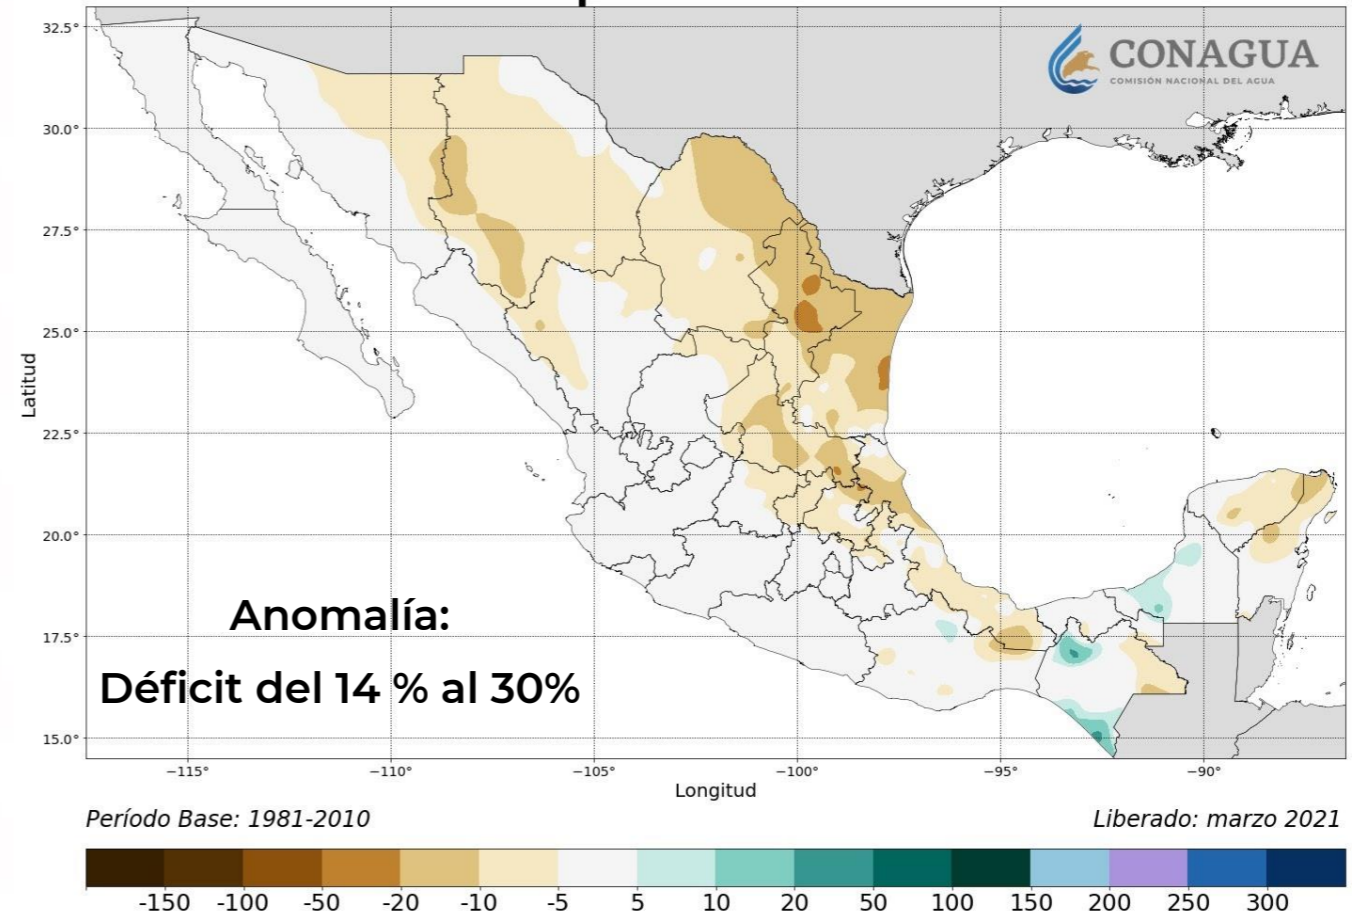 32.5°
30.0°
27.5°
25.0°
22.5°
20.0°
17.5°
15.0°
Latitud
CONAGUA
COMISIÓN NACIONAL DEL AGUA
Anomalía:
Déficit del 14 % al 30%
−115°
−110°
−105°
−100°
−95°
−90°
Longitud
Período Base: 1981-2010
Liberado: marzo 2021
-150 -100 -50 -20 -10 -5 5 10 20 50 100 150 200 250 300